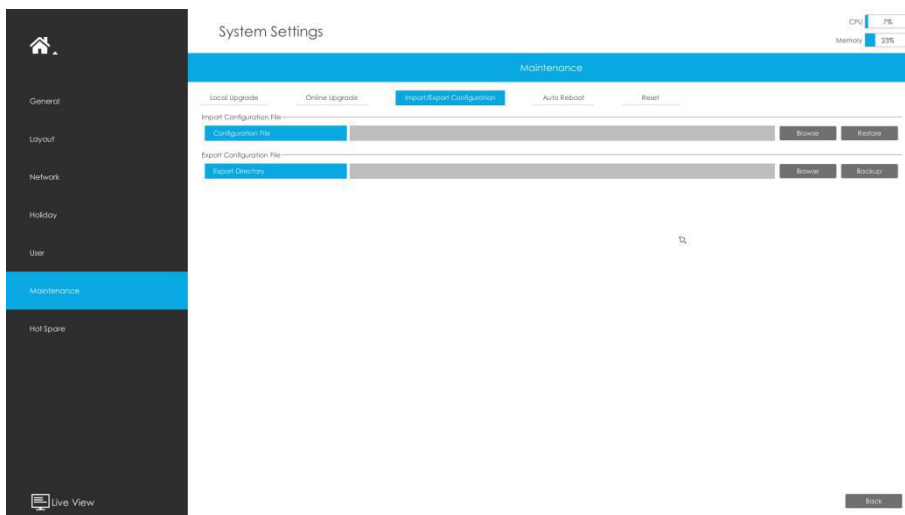 System Settings
CPU 7%
Memory 23%
Maintenance
General
Layout
Network
Holiday
User
Maintenance
Hot Spare
Live View
Local Upgrade Online Upgrade Import/Export Configuration Auto Reboot Reset
Import Configuration File
Configuration File Browse Restore
Export Configuration File
Export Directory Browse Backup
Back